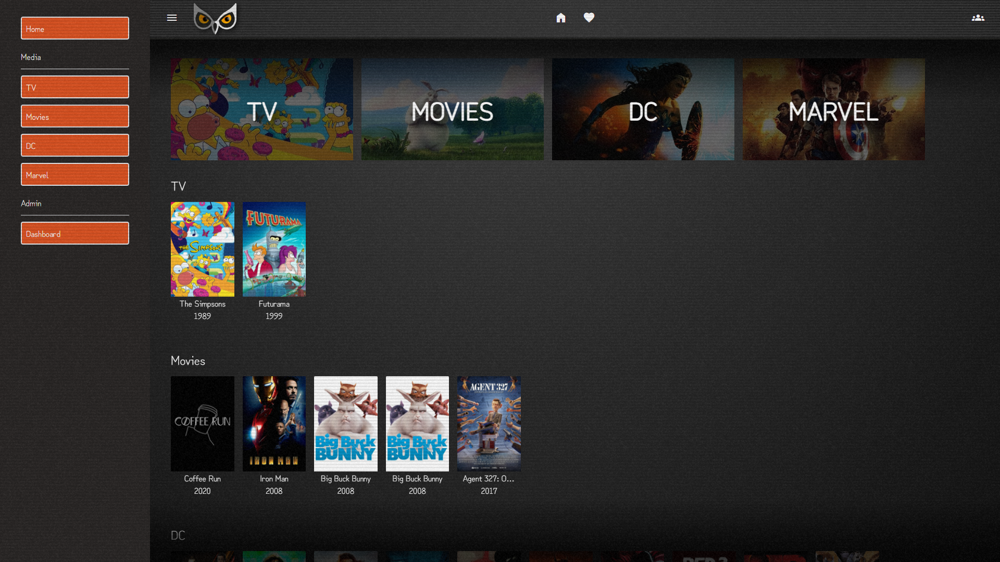 Home
Media
TV
Movies
DC
Marvel
Admin
Dashboard
TV
MOVIES
DC
MARVEL
TV
THE SIMPSONS
FUTURAMA
The Simpsons
1989
Futurama
1999
Movies
COFFEE RUN
IRON MAN
Big Buck
BUNNY
Big Buck
BUNNY
AGENT 327
Coffee Run
2020
Iron Man
2008
Big Buck Bunny
2008
Big Buck Bunny
2008
Agent 327: O...
2017
DC